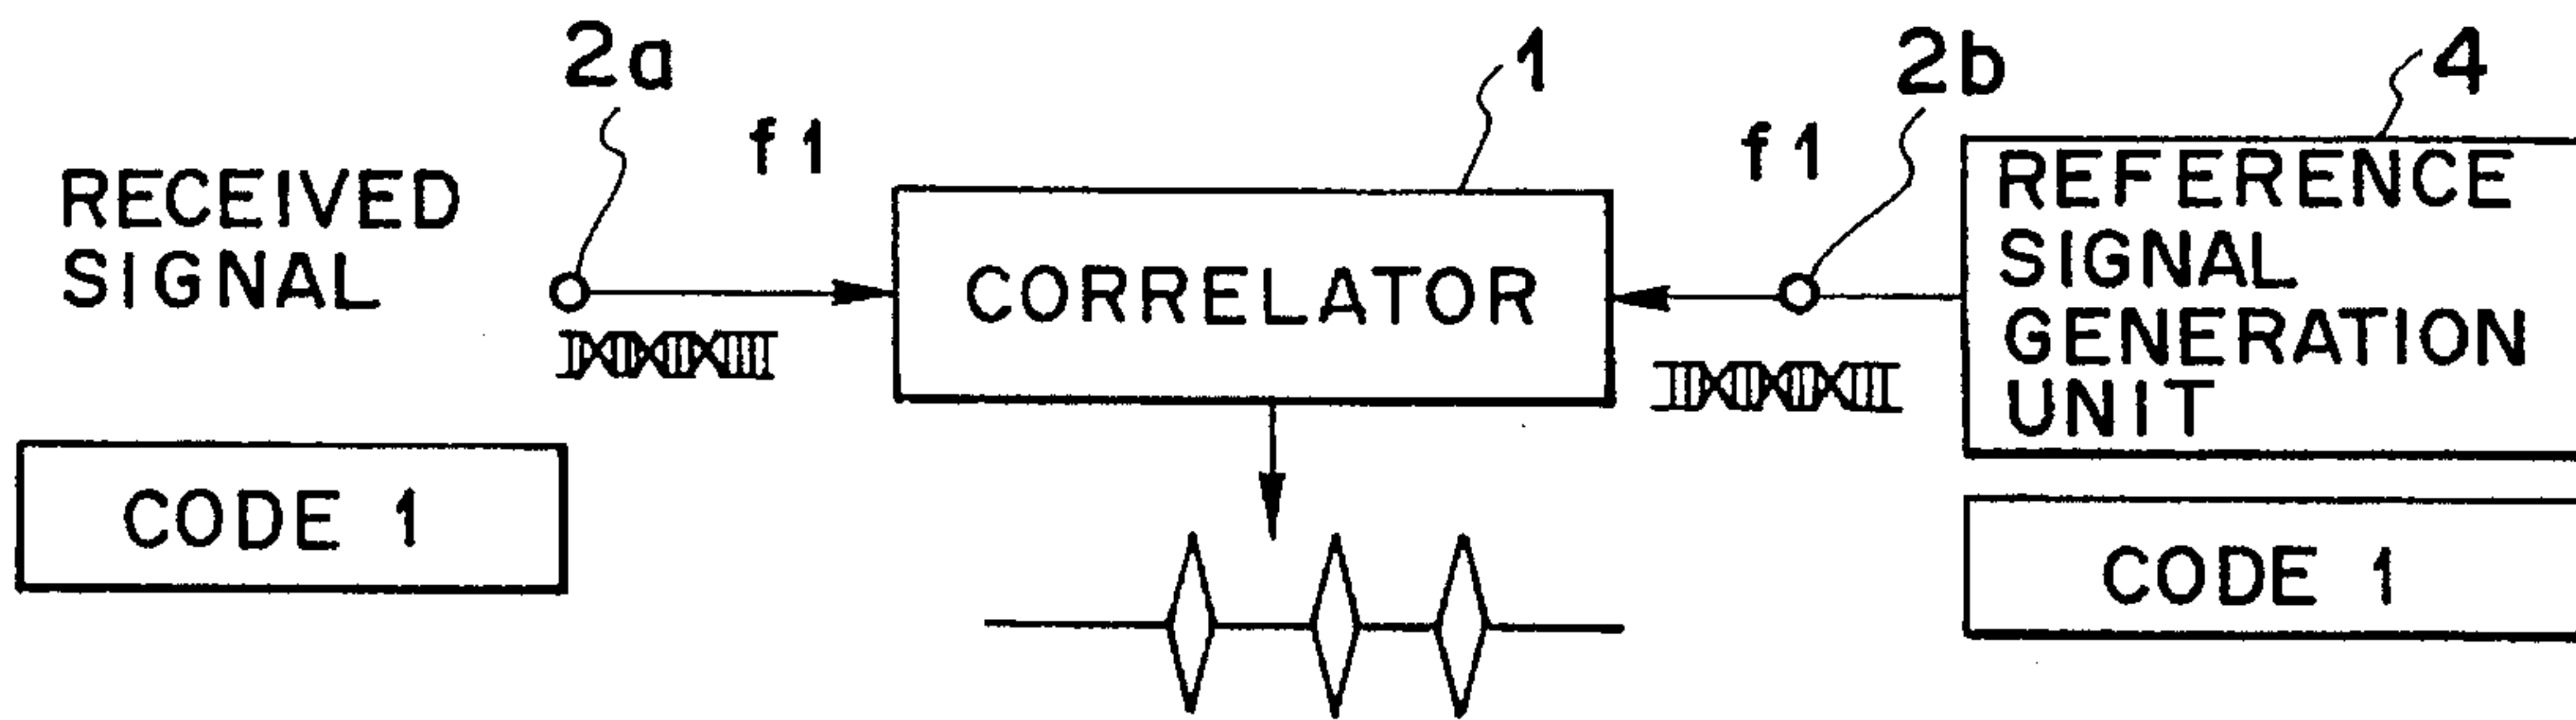 2a
f1
1
f1
2b
4
RECEIVED
SIGNAL
CORRELATOR
REFERENCE
SIGNAL
GENERATION
UNIT
CODE 1
CODE 1